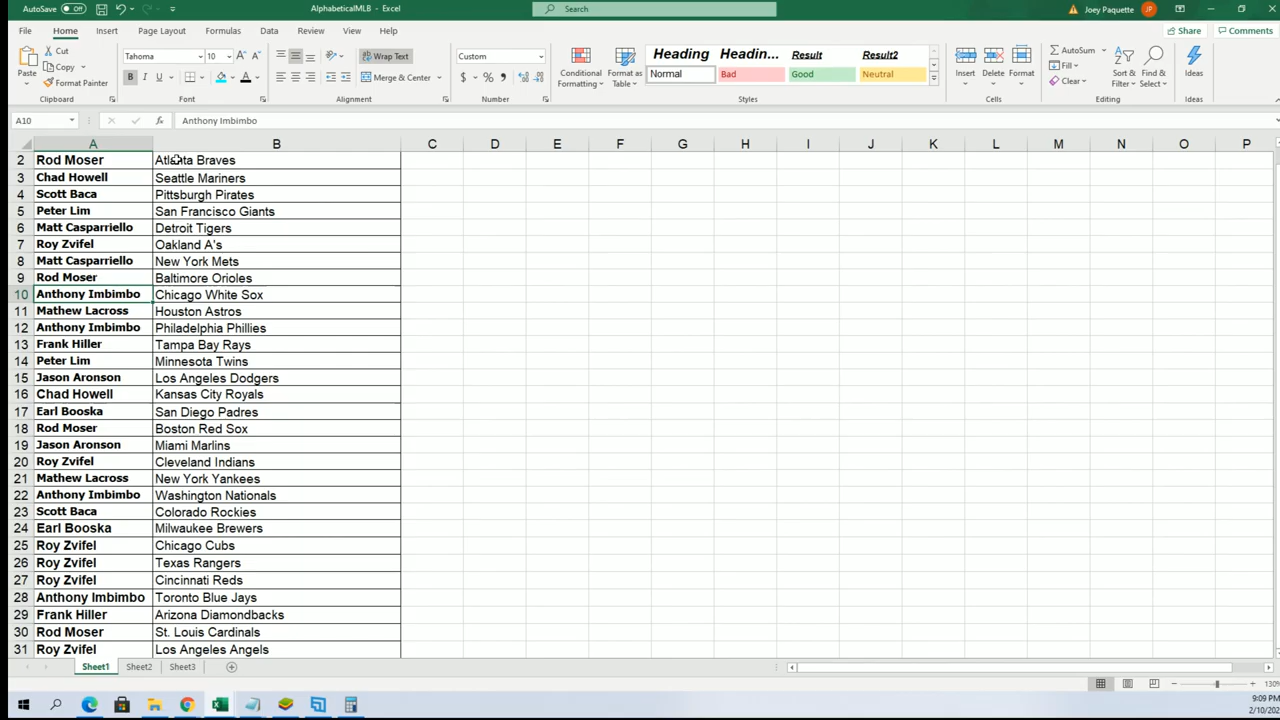 AutoSave Off AlphabeticalMLB - Excel Search Joey Paquette JP
File Home Insert Page Layout Formulas Data Review View Help Share Comments
Paste Cut Copy Format Painter Clipboard
Tahoma 10 B I U A A A Font
Wrap Text Merge & Center Alignment
Custom $ % , Number
Conditional Formatting Format as Table
Heading Headin... Result Result2
Normal Bad Good Neutral Styles
Insert Delete Format Cells
AutoSum Fill Clear Sort & Filter Find & Select Editing
Ideas Ideas
A10 fx Anthony Imbimbo
A B C D E F G H I J K L M N O P
2 Rod Moser Atlanta Braves
3 Chad Howell Seattle Mariners
4 Scott Baca Pittsburgh Pirates
5 Peter Lim San Francisco Giants
6 Matt Casparriello Detroit Tigers
7 Roy Zvifel Oakland A's
8 Matt Casparriello New York Mets
9 Rod Moser Baltimore Orioles
10 Anthony Imbimbo Chicago White Sox
11 Mathew Lacross Houston Astros
12 Anthony Imbimbo Philadelphia Phillies
13 Frank Hiller Tampa Bay Rays
14 Peter Lim Minnesota Twins
15 Jason Aronson Los Angeles Dodgers
16 Chad Howell Kansas City Royals
17 Earl Booska San Diego Padres
18 Rod Moser Boston Red Sox
19 Jason Aronson Miami Marlins
20 Roy Zvifel Cleveland Indians
21 Mathew Lacross New York Yankees
22 Anthony Imbimbo Washington Nationals
23 Scott Baca Colorado Rockies
24 Earl Booska Milwaukee Brewers
25 Roy Zvifel Chicago Cubs
26 Roy Zvifel Texas Rangers
27 Roy Zvifel Cincinnati Reds
28 Anthony Imbimbo Toronto Blue Jays
29 Frank Hiller Arizona Diamondbacks
30 Rod Moser St. Louis Cardinals
31 Roy Zvifel Los Angeles Angels
Sheet1 Sheet2 Sheet3
130%
9:09 PM
2/10/202